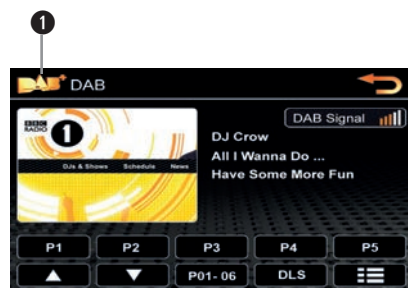 1
DAB+ DAB
DAB Signal
BBC
RADIO
1
DJs & Shows Schedule News
DJ Crow
All I Wanna Do ...
Have Some More Fun
P1 P2 P3 P4 P5
P01-06 DLS